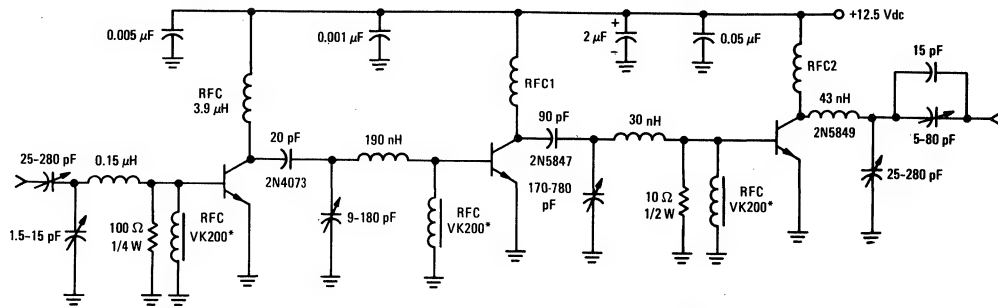 +12.5 Vdc
0.005 μF
0.001 μF
2 μF
+
–
0.05 μF
15 pF
RFC
3.9 μH
RFC1
RFC2
43 nH
20 pF
190 nH
90 pF
30 nH
2N5849
5-80 pF
25-280 pF
0.15 μH
2N4073
2N5847
170-780
pF
10 Ω
1/2 W
RFC
VK200*
25-280 pF
1.5-15 pF
100 Ω
1/4 W
RFC
VK200*
9-180 pF
RFC
VK200*